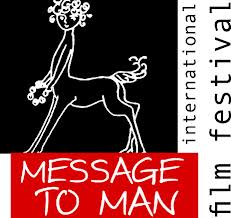 MESSAGE
TO MAN
international
film festival